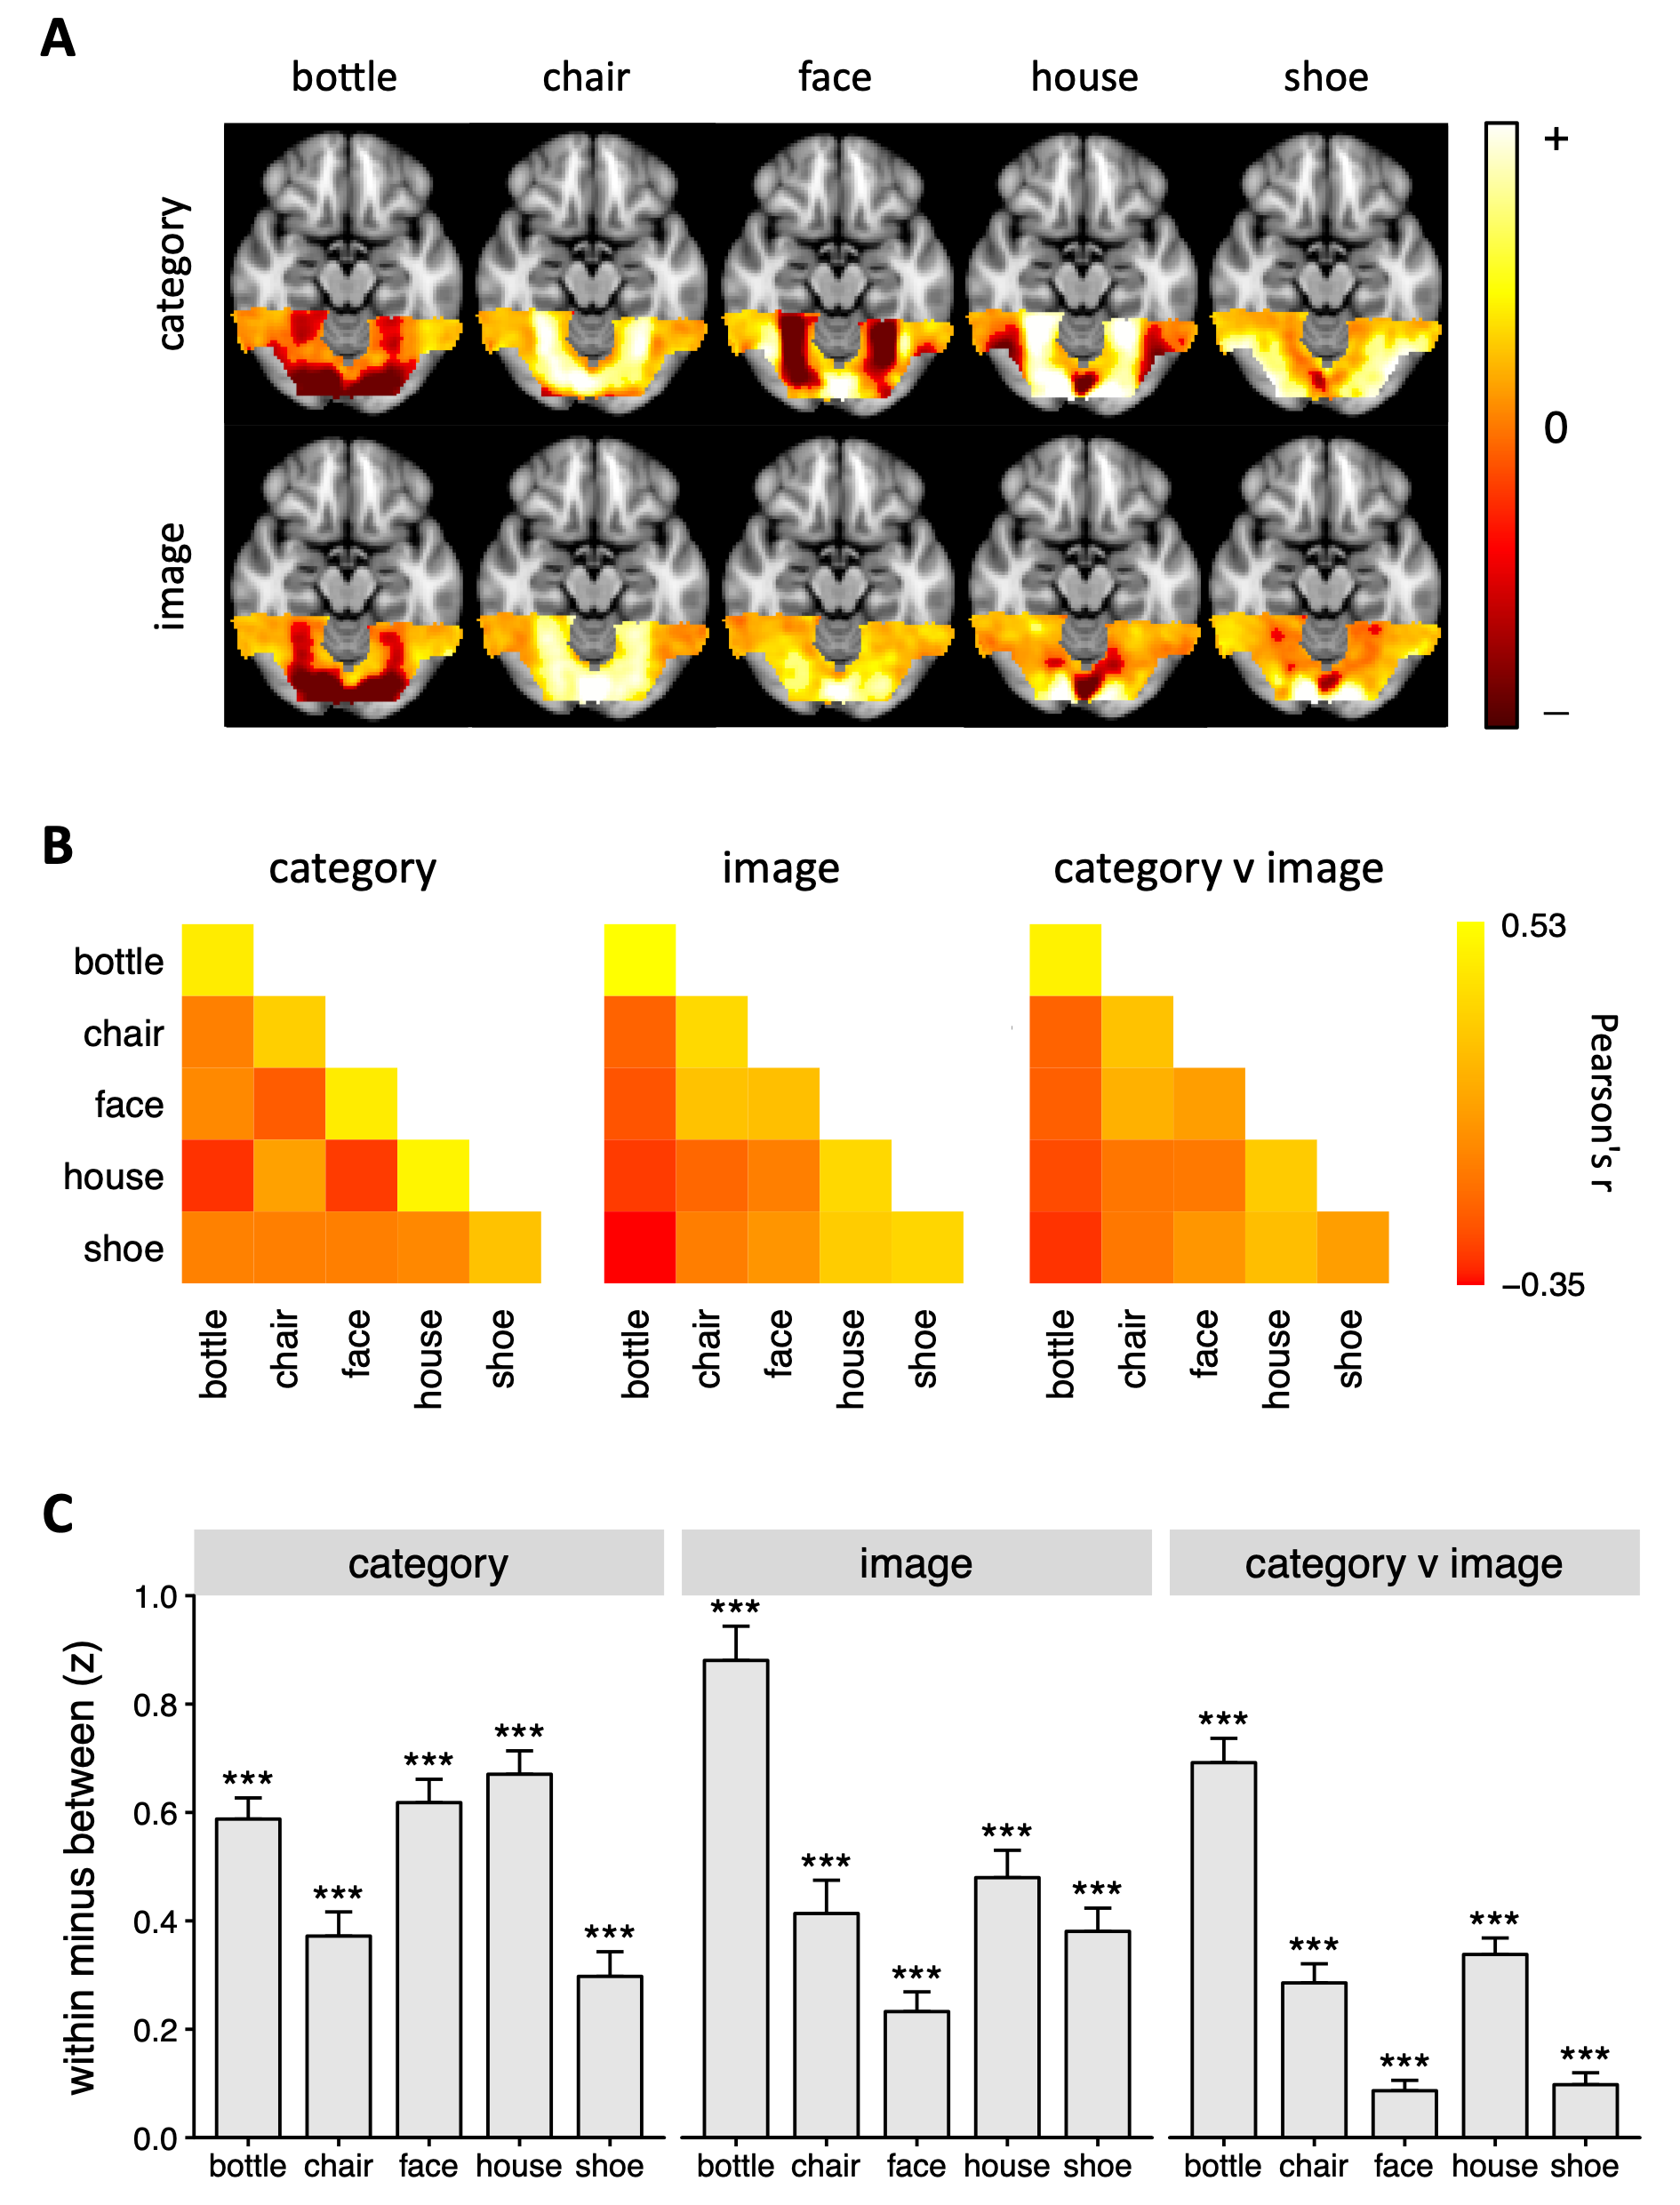 A
bottle chair face house shoe
category
image
+
0
–
B
category image category v image
bottle
chair
face
house
shoe
bottle chair face house shoe
bottle chair face house shoe
bottle chair face house shoe
0.53
Pearson's r
–0.35
C
category image category v image
within minus between (z)
1.0
0.8
0.6
0.4
0.2
0.0
*** *** *** *** ***
*** *** *** *** ***
*** *** *** *** ***
bottle chair face house shoe
bottle chair face house shoe
bottle chair face house shoe